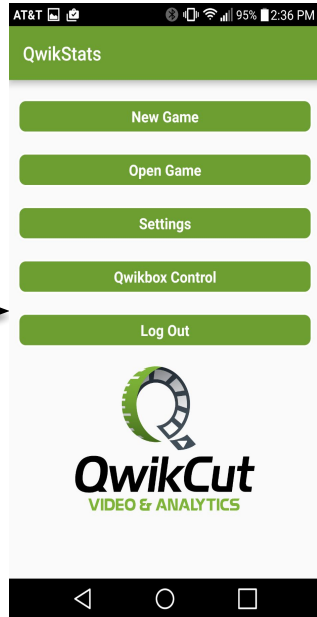 AT&T 95% 2:36 PM
QwikStats
New Game
Open Game
Settings
Qwikbox Control
Log Out
QwikCut
VIDEO & ANALYTICS